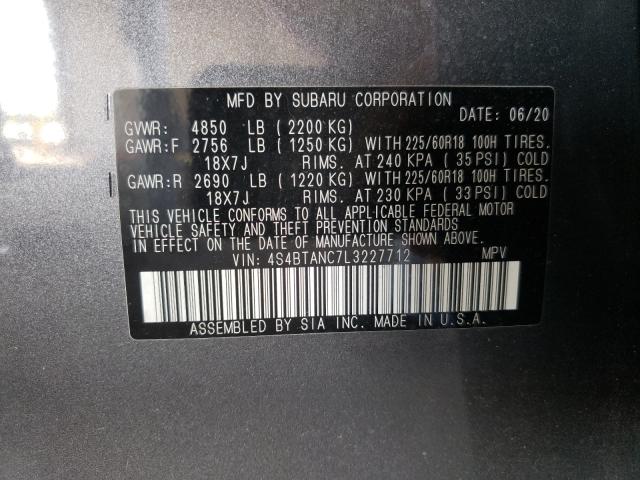 MFD BY SUBARU CORPORATION
DATE: 06/20
GVWR: 4850 LB (2200 KG)
GAWR:F 2756 LB (1250 KG) WITH 225/60R18 100H TIRES.
18X7J RIMS. AT 240 KPA (35 PSI) COLD
GAWR:R 2690 LB (1220 KG) WITH 225/60R18 100H TIRES.
18X7J RIMS. AT 230 KPA (33 PSI) COLD
THIS VEHICLE CONFORMS TO ALL APPLICABLE FEDERAL MOTOR
VEHICLE SAFETY AND THEFT PREVENTION STANDARDS
IN EFFECT ON THE DATE OF MANUFACTURE SHOWN ABOVE.
VIN: 4S4BTANC7L3227712 MPV
ASSEMBLED BY SIA INC. MADE IN U.S.A.